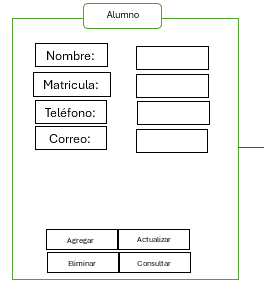 Alumno
Nombre:
Matricula:
Teléfono:
Correo:
Agregar Actualizar
Eliminar Consultar